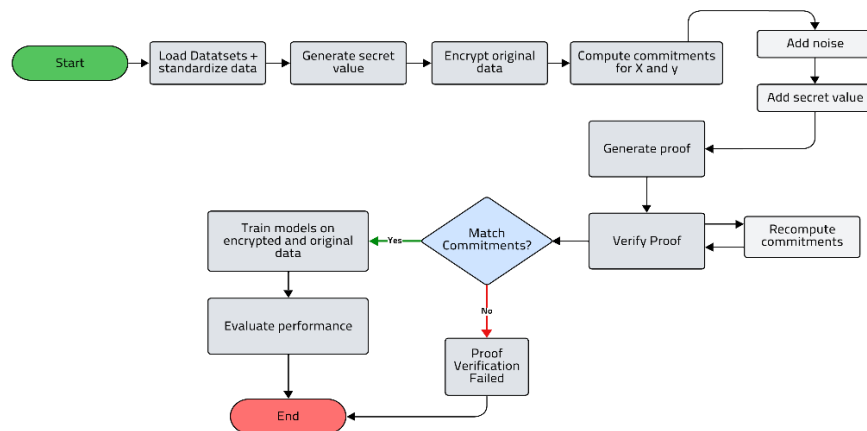 Start
Load Datatsets +
standardize data
Generate secret
value
Encrypt original
data
Compute commitments
for X and y
Add noise
Add secret value
Generate proof
Verify Proof
Recompute
commitments
Match
Commitments?
Yes
No
Train models on
encrypted and original
data
Evaluate performance
Proof
Verification
Failed
End